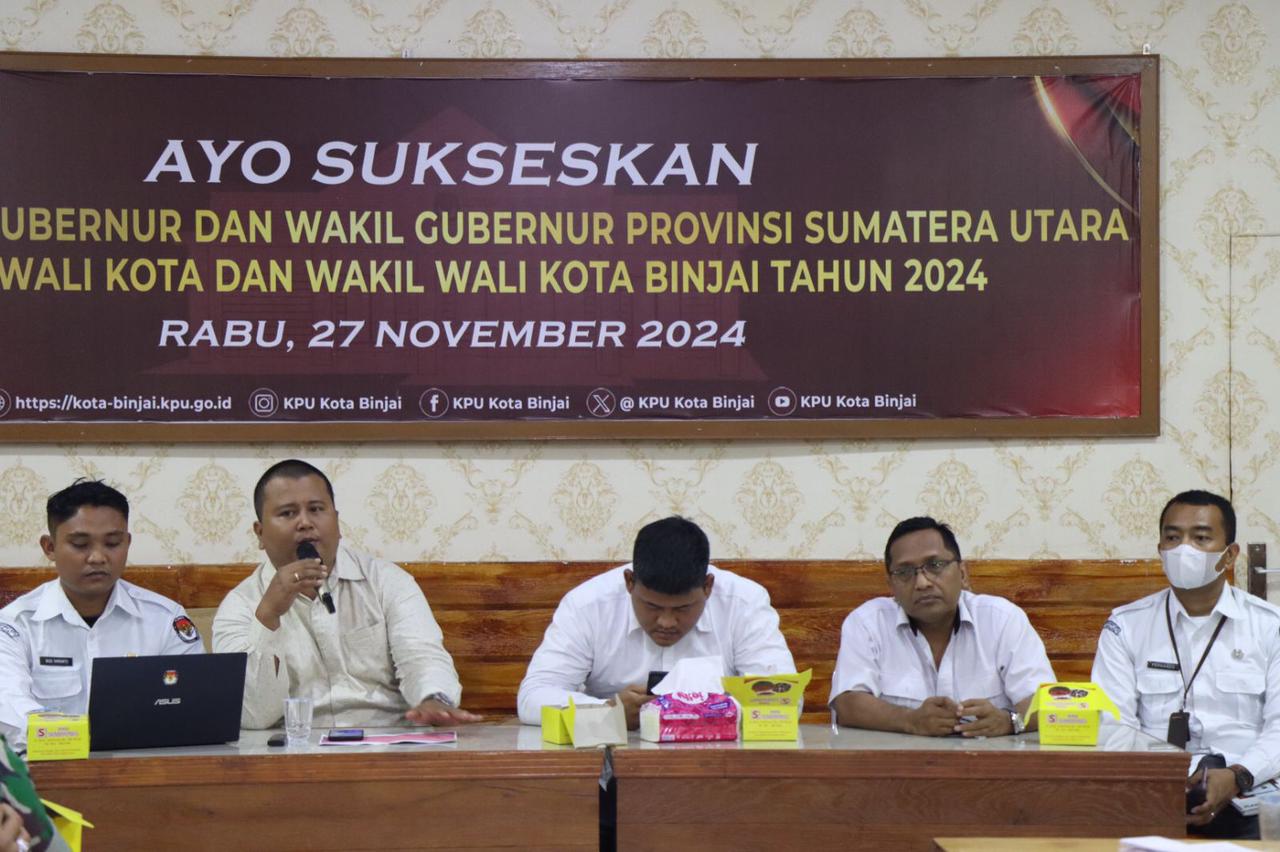 AYO SUKSESKAN
UBERNUR DAN WAKIL GUBERNUR PROVINSI SUMATERA UTARA
WALI KOTA DAN WAKIL WALI KOTA BINJAI TAHUN 2024
RABU, 27 NOVEMBER 2024
https://kota-binjai.kpu.go.id KPU Kota Binjai KPU Kota Binjai @ KPU Kota Binjai KPU Kota Binjai
ASUS